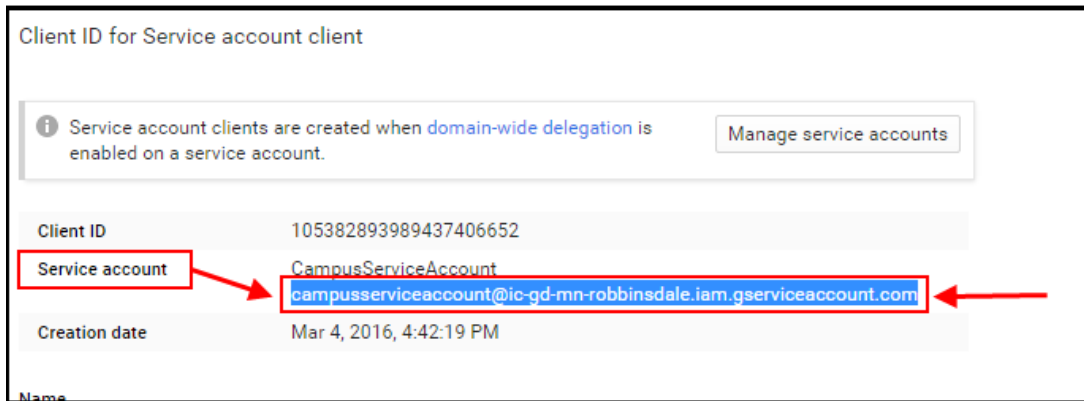 Client ID for Service account client
Service account clients are created when domain-wide delegation is
enabled on a service account.
Manage service accounts
Client ID 105382893989437406652
Service account CampusServiceAccount
campusserviceaccount@ic-gd-mn-robbinsdale.iam.gserviceaccount.com
Creation date Mar 4, 2016, 4:42:19 PM
Name